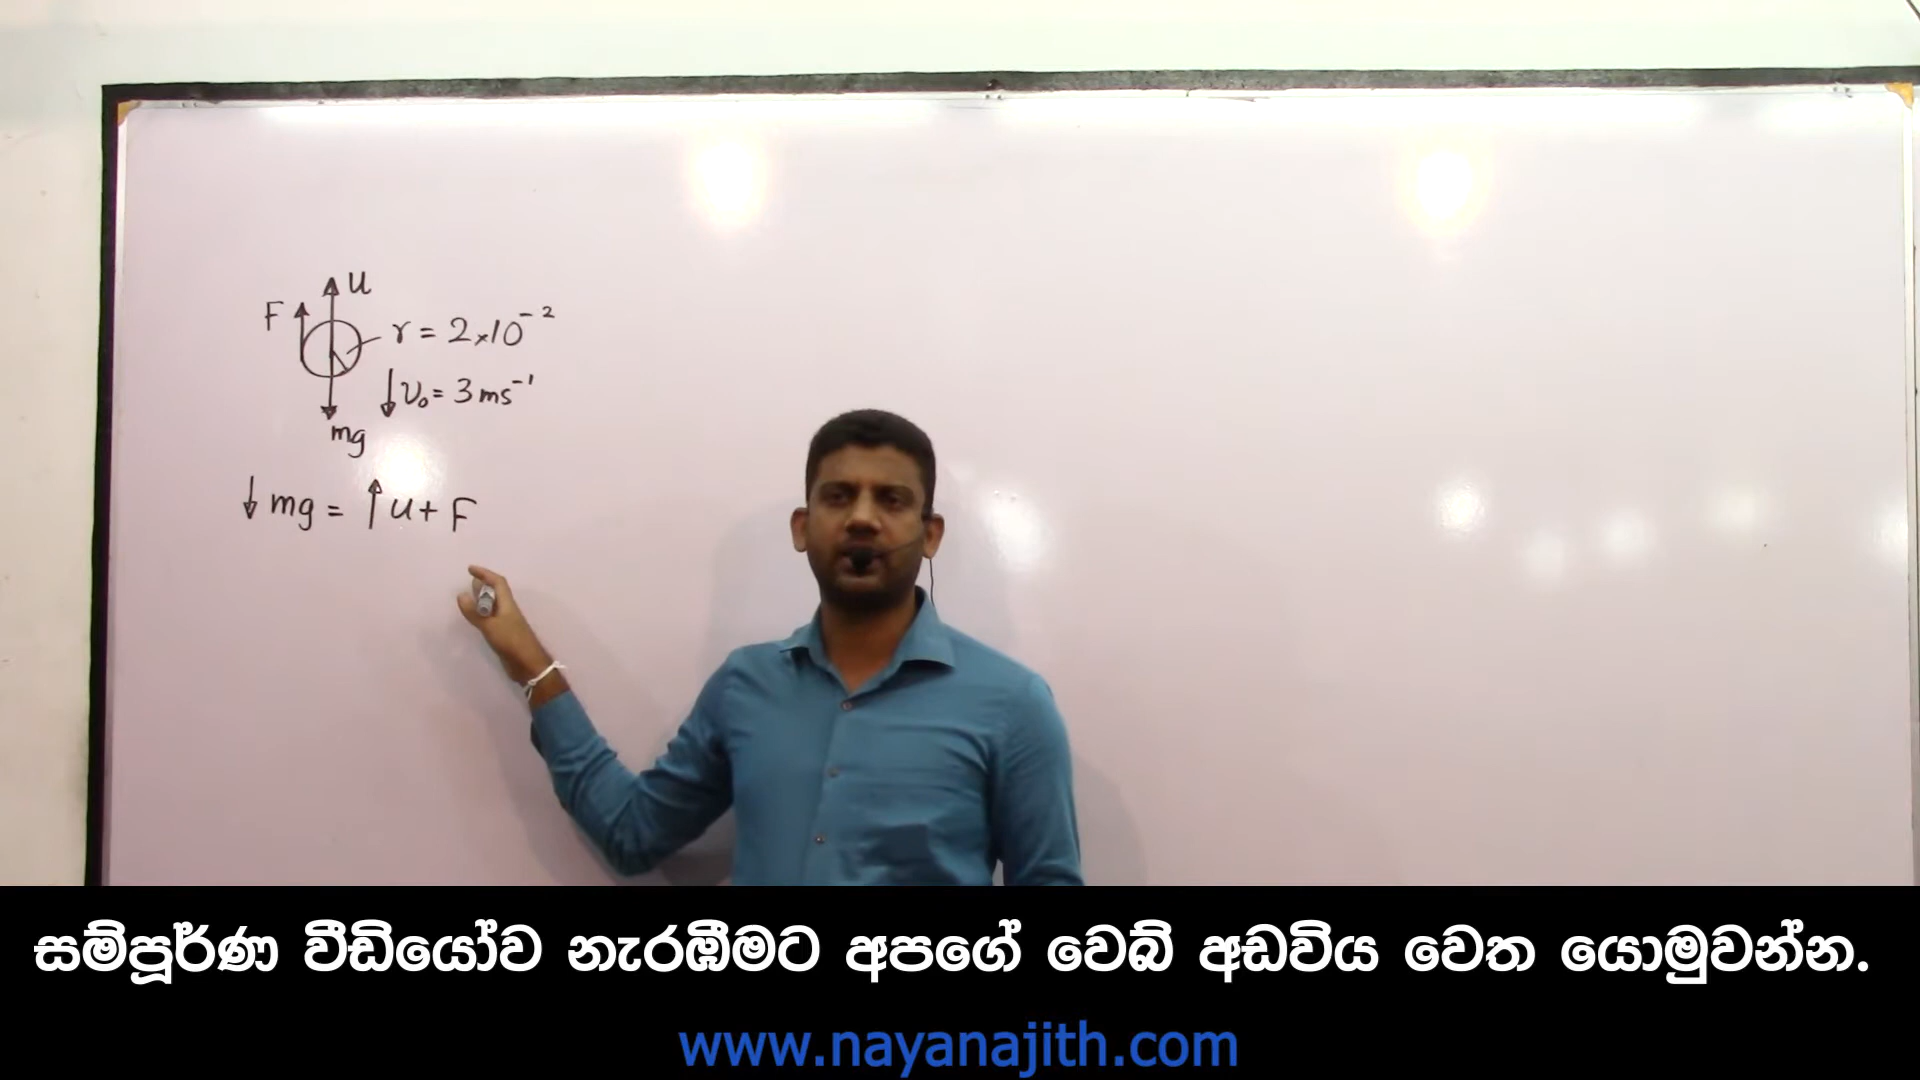 U
F
r = 2×10⁻²
↓ v₀ = 3 ms⁻¹
mg
↓ mg = ↑ U + F
සම්පූර්ණ වීඩියෝව නැරඹීමට අපගේ වෙබ් අඩවිය වෙත යොමුවන්න.
www.nayanajith.com